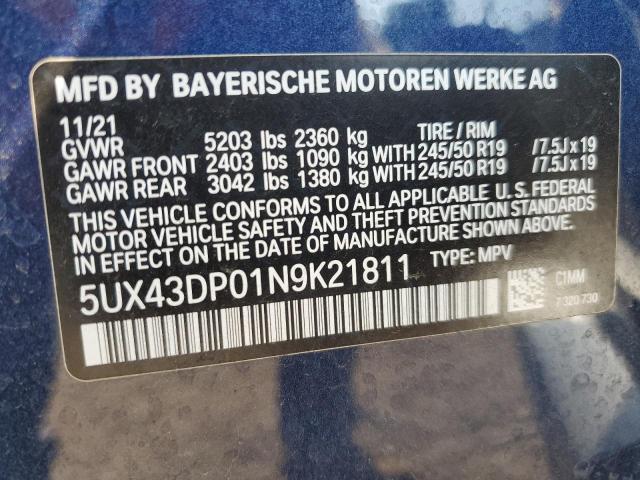 MFD BY BAYERISCHE MOTOREN WERKE AG
11/21
GVWR 5203 lbs 2360 kg TIRE / RIM
GAWR FRONT 2403 lbs 1090 kg WITH 245/50 R19 /7.5J x 19
GAWR REAR 3042 lbs 1380 kg WITH 245/50 R19 /7.5J x 19
THIS VEHICLE CONFORMS TO ALL APPLICABLE U.S. FEDERAL
MOTOR VEHICLE SAFETY AND THEFT PREVENTION STANDARDS
IN EFFECT ON THE DATE OF MANUFACTURE SHOWN ABOVE.
5UX43DP01N9K21811 TYPE: MPV
C1MM
7 320 730